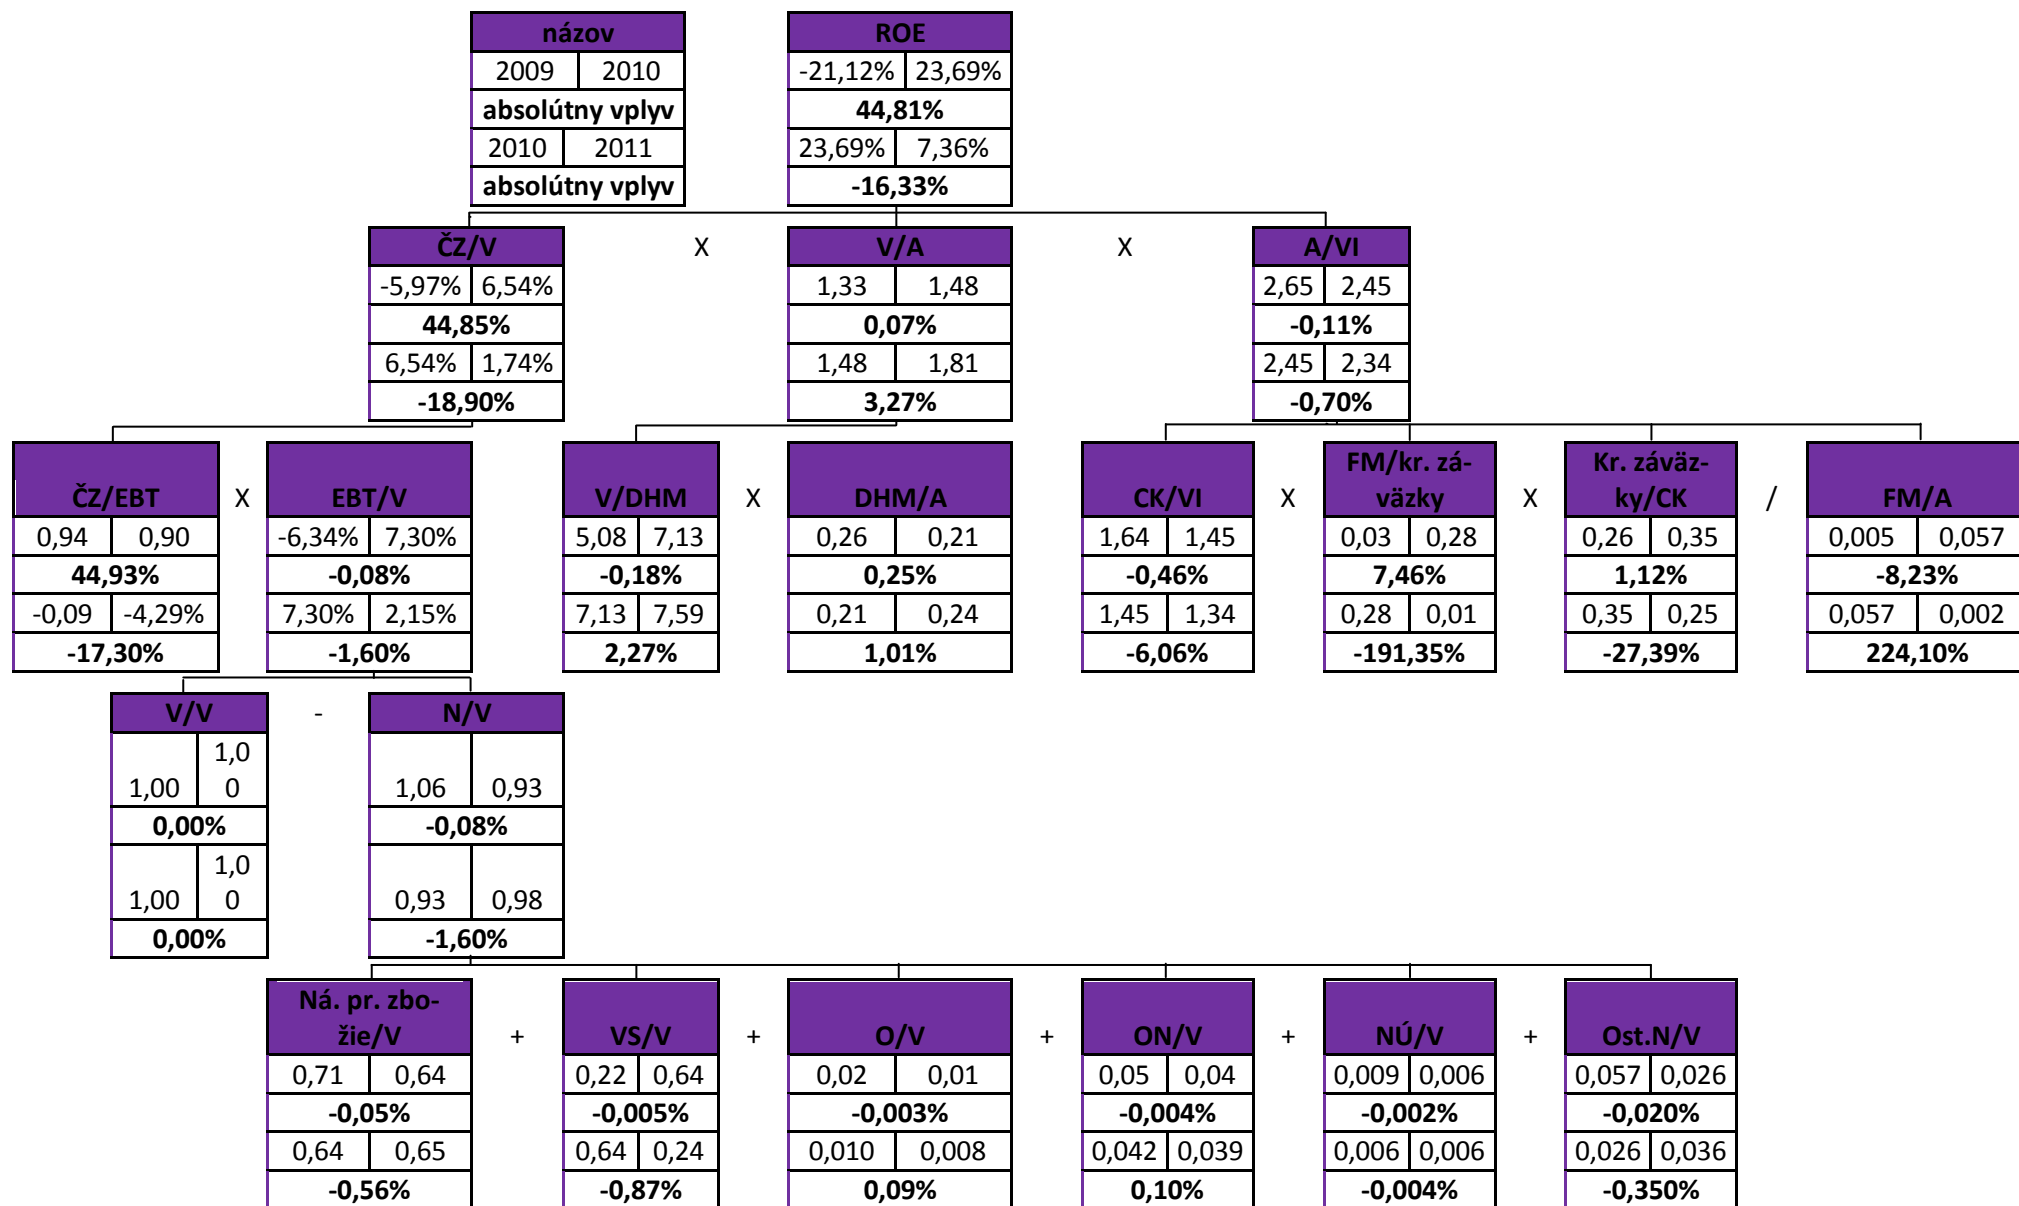 názov ROE
2009 2010 -21,12% 23,69%
absolútny vplyv 44,81%
2010 2011 23,69% 7,36%
absolútny vplyv -16,33%
ČZ/V X V/A X A/VI
-5,97% 6,54% 1,33 1,48 2,65 2,45
44,85% 0,07% -0,11%
6,54% 1,74% 1,48 1,81 2,45 2,34
-18,90% 3,27% -0,70%
FM/kr. zá- Kr. záväz-
ČZ/EBT X EBT/V V/DHM X DHM/A CK/VI X väzky X ky/CK / FM/A
0,94 0,90 -6,34% 7,30% 5,08 7,13 0,26 0,21 1,64 1,45 0,03 0,28 0,26 0,35 0,005 0,057
44,93% -0,08% -0,18% 0,25% -0,46% 7,46% 1,12% -8,23%
-0,09 -4,29% 7,30% 2,15% 7,13 7,59 0,21 0,24 1,45 1,34 0,28 0,01 0,35 0,25 0,057 0,002
-17,30% -1,60% 2,27% 1,01% -6,06% -191,35% -27,39% 224,10%
V/V - N/V
1,0
1,00 0 1,06 0,93
0,00% -0,08%
1,0
1,00 0 0,93 0,98
0,00% -1,60%
Ná. pr. zbo-
žie/V + VS/V + O/V + ON/V + NÚ/V + Ost.N/V
0,71 0,64 0,22 0,64 0,02 0,01 0,05 0,04 0,009 0,006 0,057 0,026
-0,05% -0,005% -0,003% -0,004% -0,002% -0,020%
0,64 0,65 0,64 0,24 0,010 0,008 0,042 0,039 0,006 0,006 0,026 0,036
-0,56% -0,87% 0,09% 0,10% -0,004% -0,350%